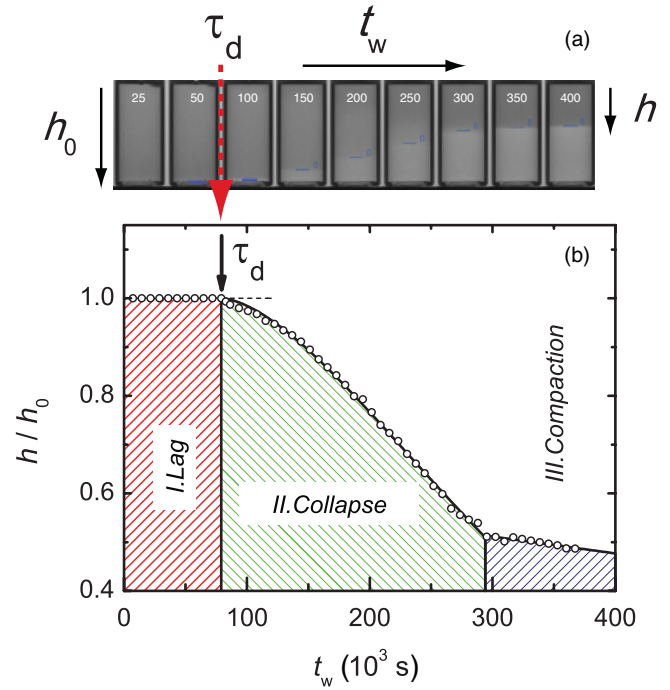 τd
tw
(a)
h0
25 50 100 150 200 250 300 350 400
h
(b)
τd
1.0
0.8
0.6
0.4
h / h0
I.Lag
II.Collapse
III.Compaction
0 100 200 300 400
tw (10³ s)